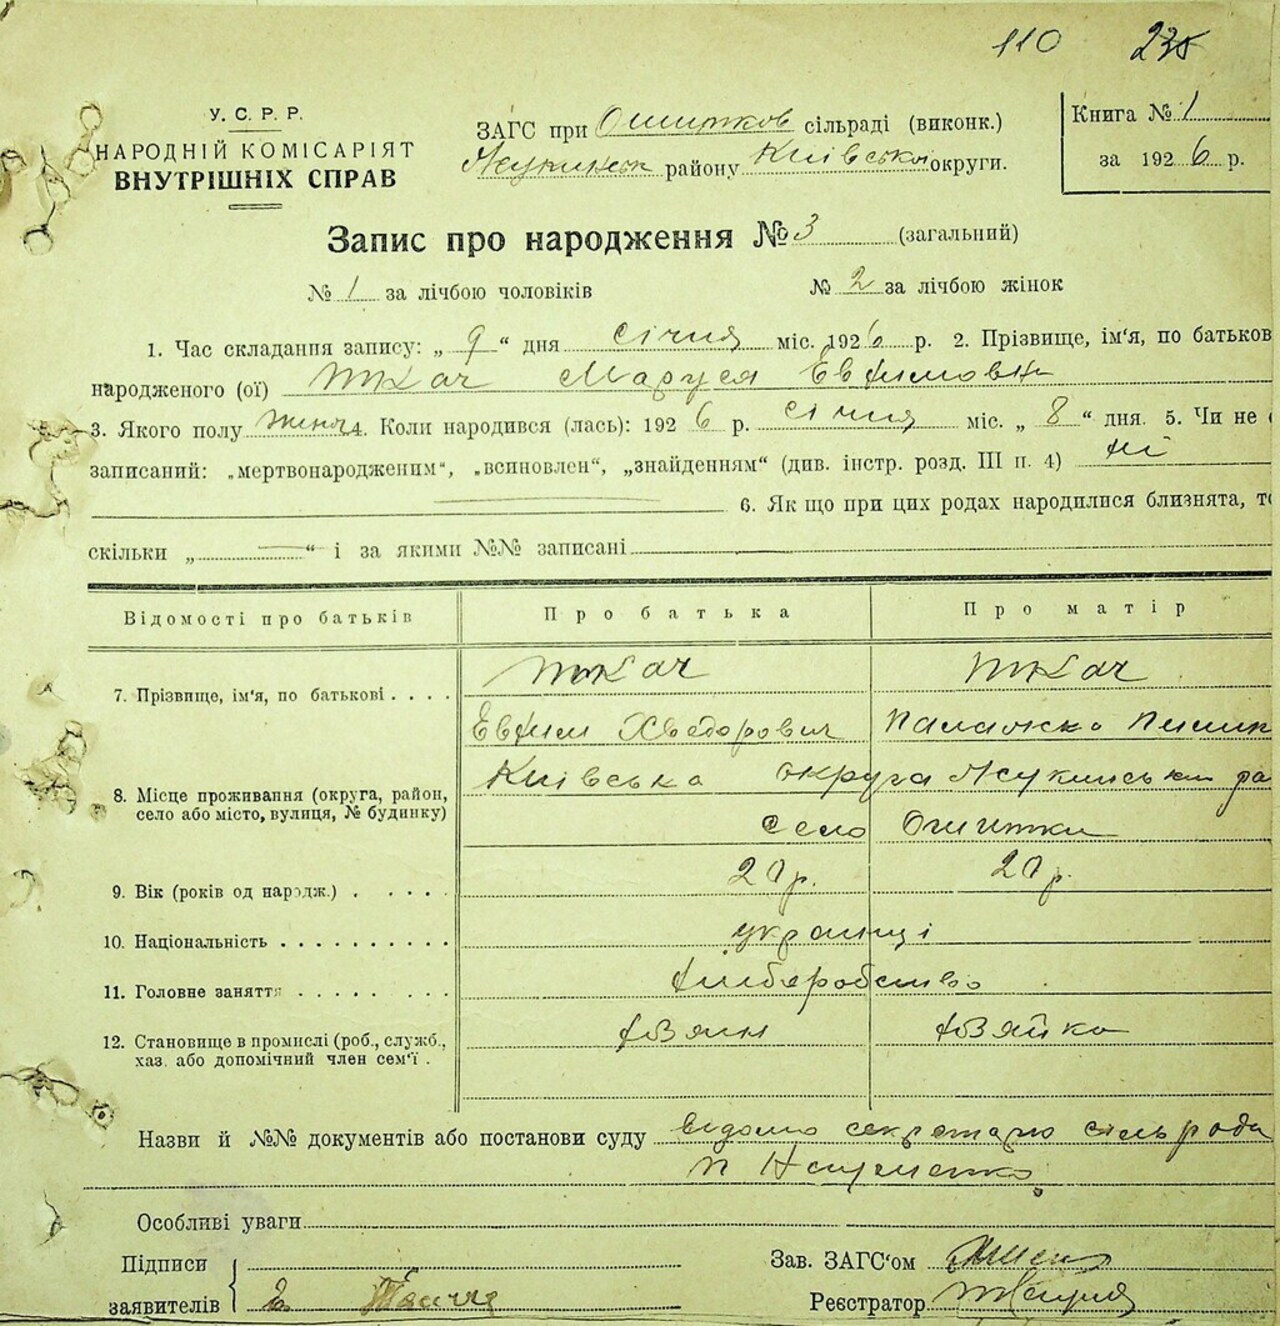 110 235
У. С. Р. Р.
НАРОДНІЙ КОМІСАРІЯТ
ВНУТРІШНІХ СПРАВ
ЗАГС при сільраді (виконк.)
району Київської округи.
Книга № 1
за 1926 р.
Запис про народження № 3 (загальний)
№ 1 за лічбою чоловіків № 2 за лічбою жінок
1. Час складання запису: „ 9 “ дня січня міс. 1926 р. 2. Прізвище, ім'я, по батьков
народженого (ої) Ткач Маруся Евфимовна
3. Якого полу жіноч 4. Коли народився (лась): 1926 р. січня міс. „ 8 “ дня. 5. Чи не
записаний: „мертвонародженим“, „всиновлен“, „знайденням“ (див. інстр. розд. III п. 4) ні
6. Як що при цих родах народилися близнята, то
скільки „ — “ і за якими №№ записані
Відомості про батьків Про батька Про матір
7. Прізвище, ім'я, по батькові . . . . Ткач Ткач
Евфим Хведорович Палажка
8. Місце проживання (округа, район, село або місто, вулиця, № будинку) Київська округа
село
9. Вік (років од народж.) . . . . . 20 р. 20 р.
10. Національність . . . . . . . . . . українці
11. Головне заняття . . . . . . . . хліборобство
12. Становище в промислі (роб., служб.,
хаз. або допомічний член сем'ї .
Назви й №№ документів або постанови суду відомо секретарю сільради
Особливі уваги
Підписи
заявителів
Зав. ЗАГС'ом
Реєстратор